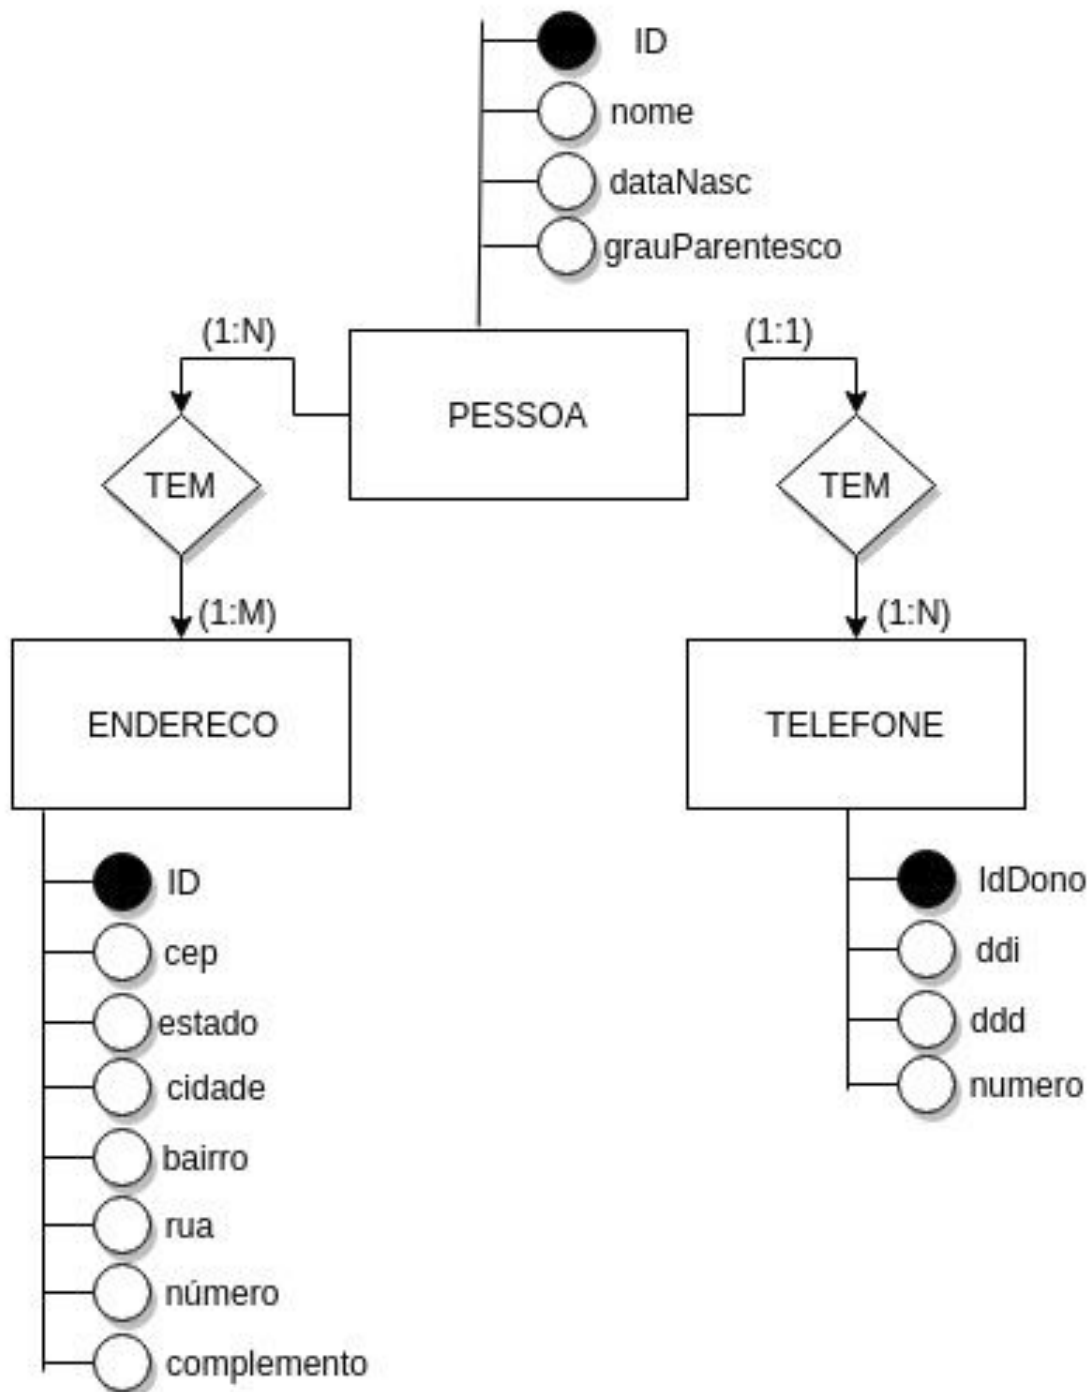 ID
nome
dataNasc
grauParentesco
(1:N)
(1:1)
PESSOA
TEM
TEM
(1:M)
(1:N)
ENDERECO
TELEFONE
ID
cep
estado
cidade
bairro
rua
número
complemento
IdDono
ddi
ddd
numero